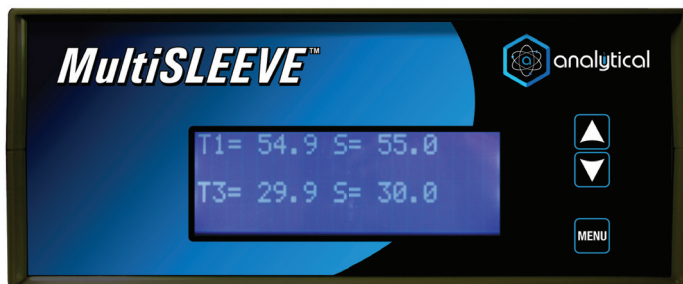 MultiSLEEVE™
analytical
T1= 54.9 S= 55.0
T3= 29.9 S= 30.0
MENU